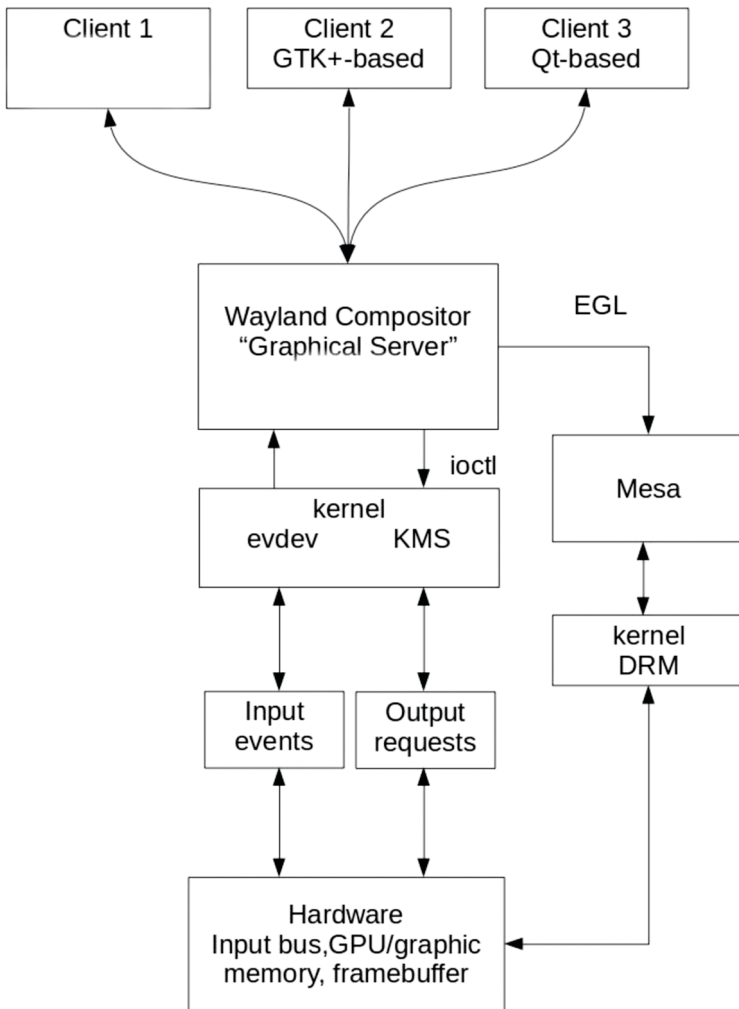 Client 1
Client 2
GTK+-based
Client 3
Qt-based
Wayland Compositor
“Graphical Server”
EGL
ioctl
Mesa
kernel
evdev
KMS
kernel
DRM
Input
events
Output
requests
Hardware
Input bus,GPU/graphic
memory, framebuffer